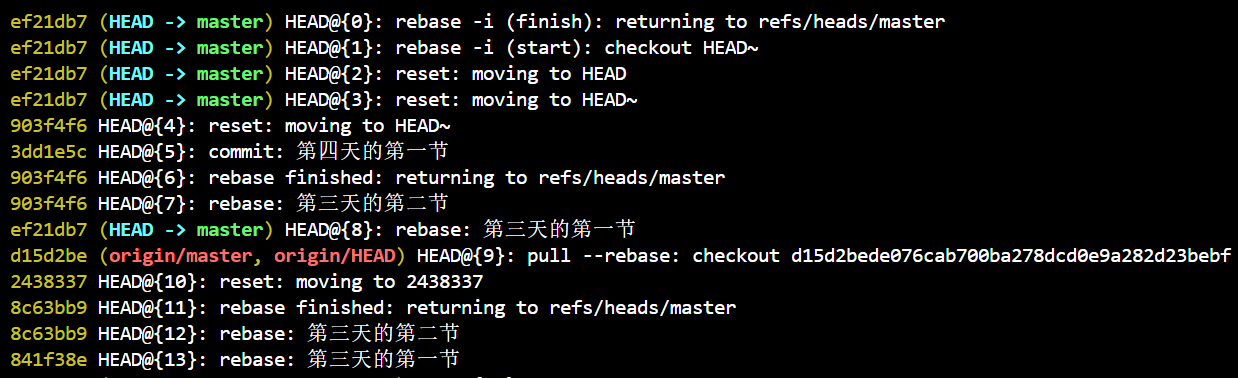 ef21db7 (HEAD -> master) HEAD@{0}: rebase -i (finish): returning to refs/heads/master
ef21db7 (HEAD -> master) HEAD@{1}: rebase -i (start): checkout HEAD~
ef21db7 (HEAD -> master) HEAD@{2}: reset: moving to HEAD
ef21db7 (HEAD -> master) HEAD@{3}: reset: moving to HEAD~
903f4f6 HEAD@{4}: reset: moving to HEAD~
3dd1e5c HEAD@{5}: commit: 第四天的第一节
903f4f6 HEAD@{6}: rebase finished: returning to refs/heads/master
903f4f6 HEAD@{7}: rebase: 第三天的第二节
ef21db7 (HEAD -> master) HEAD@{8}: rebase: 第三天的第一节
d15d2be (origin/master, origin/HEAD) HEAD@{9}: pull --rebase: checkout d15d2bede076cab700ba278dcd0e9a282d23bebf
2438337 HEAD@{10}: reset: moving to 2438337
8c63bb9 HEAD@{11}: rebase finished: returning to refs/heads/master
8c63bb9 HEAD@{12}: rebase: 第三天的第二节
841f38e HEAD@{13}: rebase: 第三天的第一节